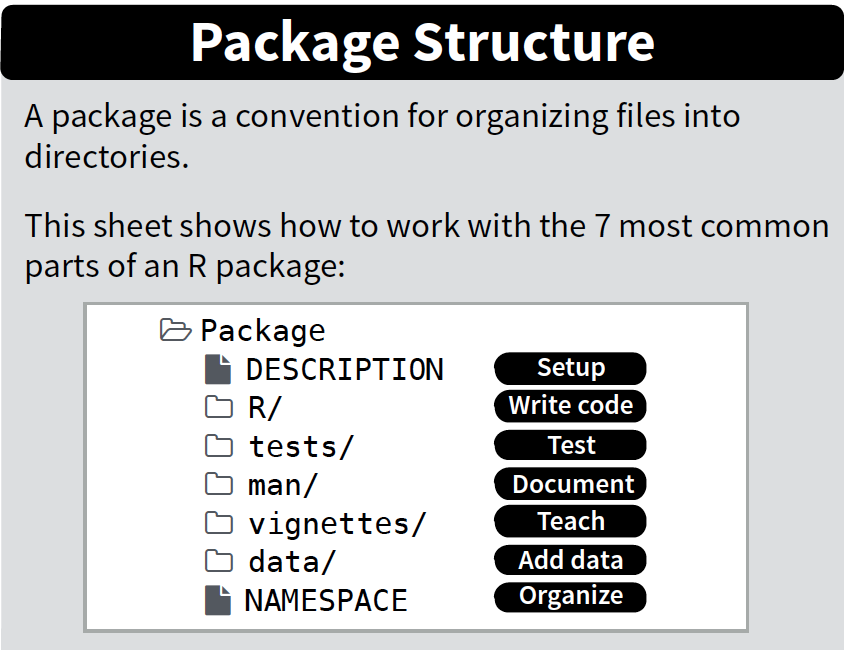 Package Structure
A package is a convention for organizing files into
directories.
This sheet shows how to work with the 7 most common
parts of an R package:
Package
DESCRIPTION Setup
R/ Write code
tests/ Test
man/ Document
vignettes/ Teach
data/ Add data
NAMESPACE Organize